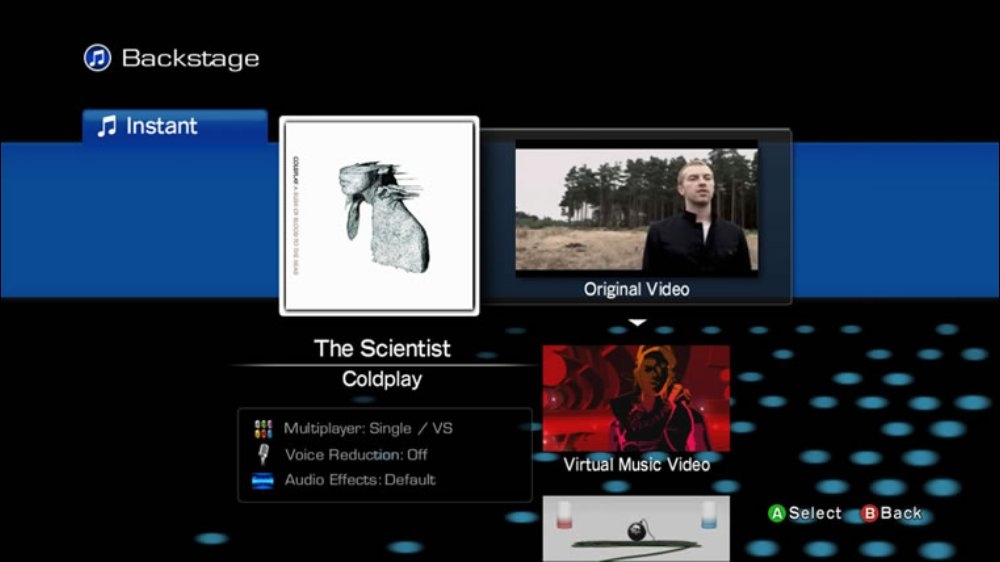 Backstage
Instant
COLDPLAY A RUSH OF BLOOD TO THE HEAD
Original Video
The Scientist
Coldplay
Multiplayer: Single / VS
Voice Reduction: Off
Audio Effects: Default
Virtual Music Video
A Select B Back